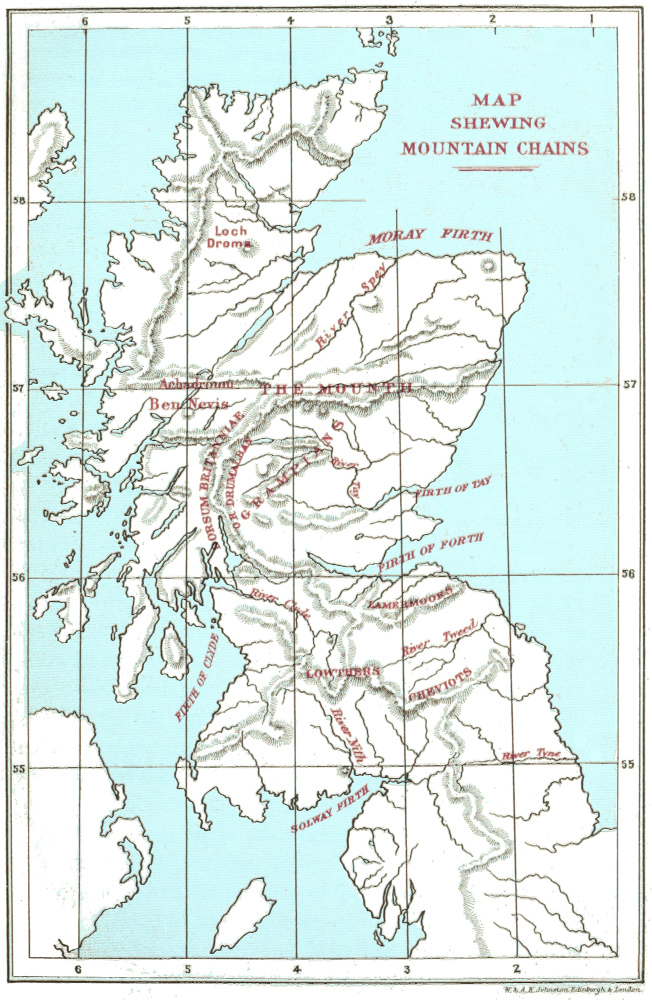 6 5 4 3 2 1
MAP
SHEWING
MOUNTAIN CHAINS
58 58
Loch
Droma
MORAY FIRTH
River Spey
57 57
Achadroum
THE MOUNTH
Ben Nevis
DORSUM BRITANNIAE
OR DRUMALBAN
GRAMPIANS
River Tay
FIRTH OF TAY
FIRTH OF FORTH
56 56
River Clyde
LAMERMOORS
River Tweed
FIRTH OF CLYDE
LOWTHERS
CHEVIOTS
River Nith
River Tyne
55 55
SOLWAY FIRTH
6 5 4 3 2
W. & A. K. Johnston Edinburgh & London.